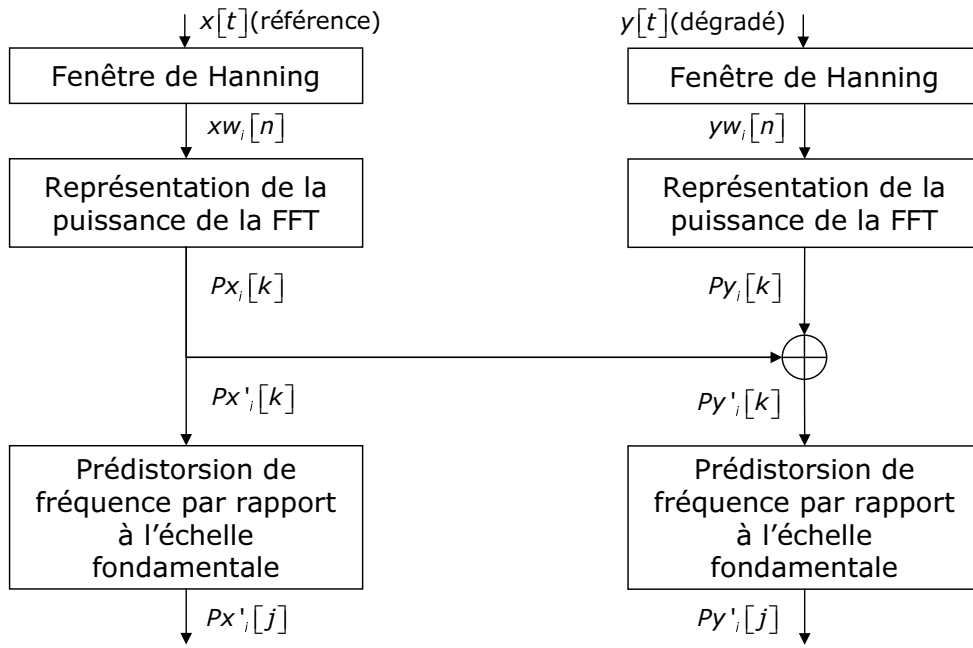 x[t](référence)
Fenêtre de Hanning
xw_i[n]
Représentation de la
puissance de la FFT
Px_i[k]
Px'_i[k]
Prédistorsion de
fréquence par rapport
à l'échelle
fondamentale
Px'_i[j]
y[t](dégradé)
Fenêtre de Hanning
yw_i[n]
Représentation de la
puissance de la FFT
Py_i[k]
Py'_i[k]
Prédistorsion de
fréquence par rapport
à l'échelle
fondamentale
Py'_i[j]